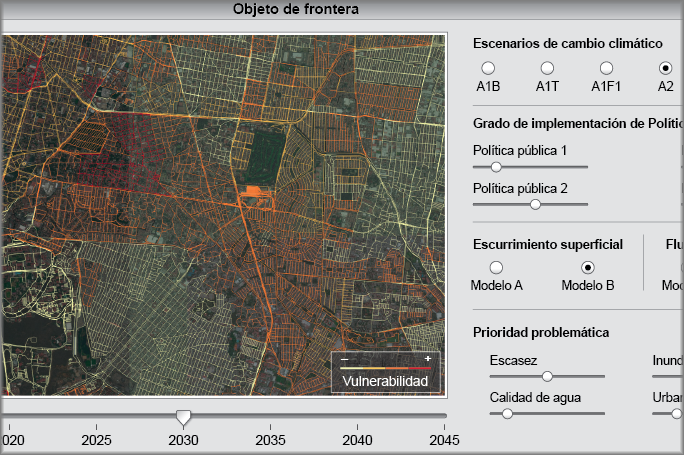 Objeto de frontera
Escenarios de cambio climático
A1B A1T A1F1 A2
Grado de implementación de Políti
Política pública 1
Política pública 2
Escurrimiento superficial Flu
Modelo A Modelo B Mod
Prioridad problemática
Escasez Inund
Calidad de agua Urban
− +
Vulnerabilidad
020 2025 2030 2035 2040 2045